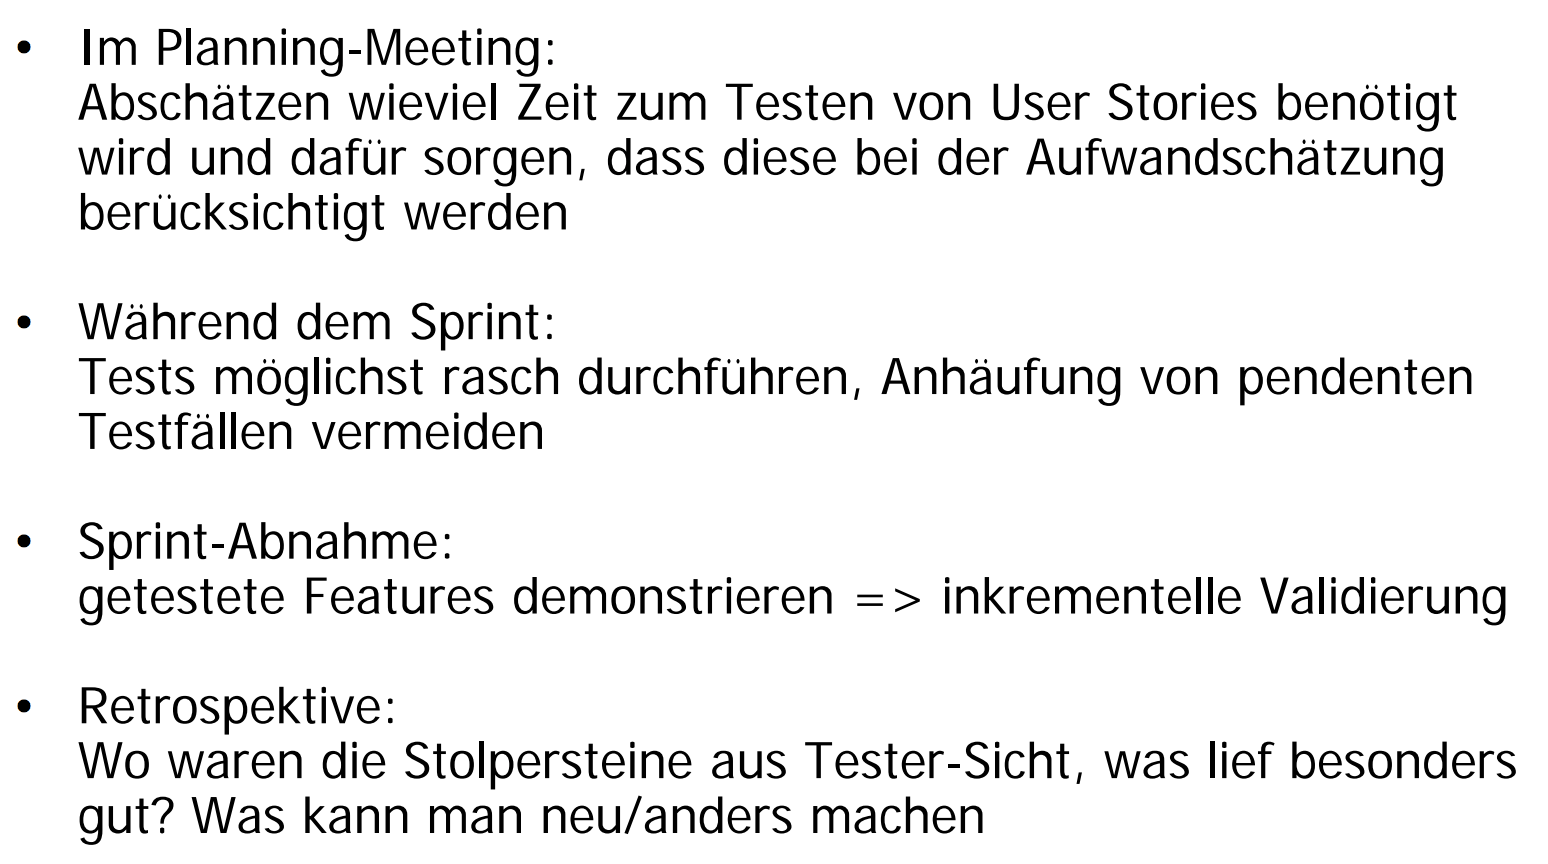 • Im Planning-Meeting:
Abschätzen wieviel Zeit zum Testen von User Stories benötigt
wird und dafür sorgen, dass diese bei der Aufwandschätzung
berücksichtigt werden
• Während dem Sprint:
Tests möglichst rasch durchführen, Anhäufung von pendenten
Testfällen vermeiden
• Sprint-Abnahme:
getestete Features demonstrieren => inkrementelle Validierung
• Retrospektive:
Wo waren die Stolpersteine aus Tester-Sicht, was lief besonders
gut? Was kann man neu/anders machen